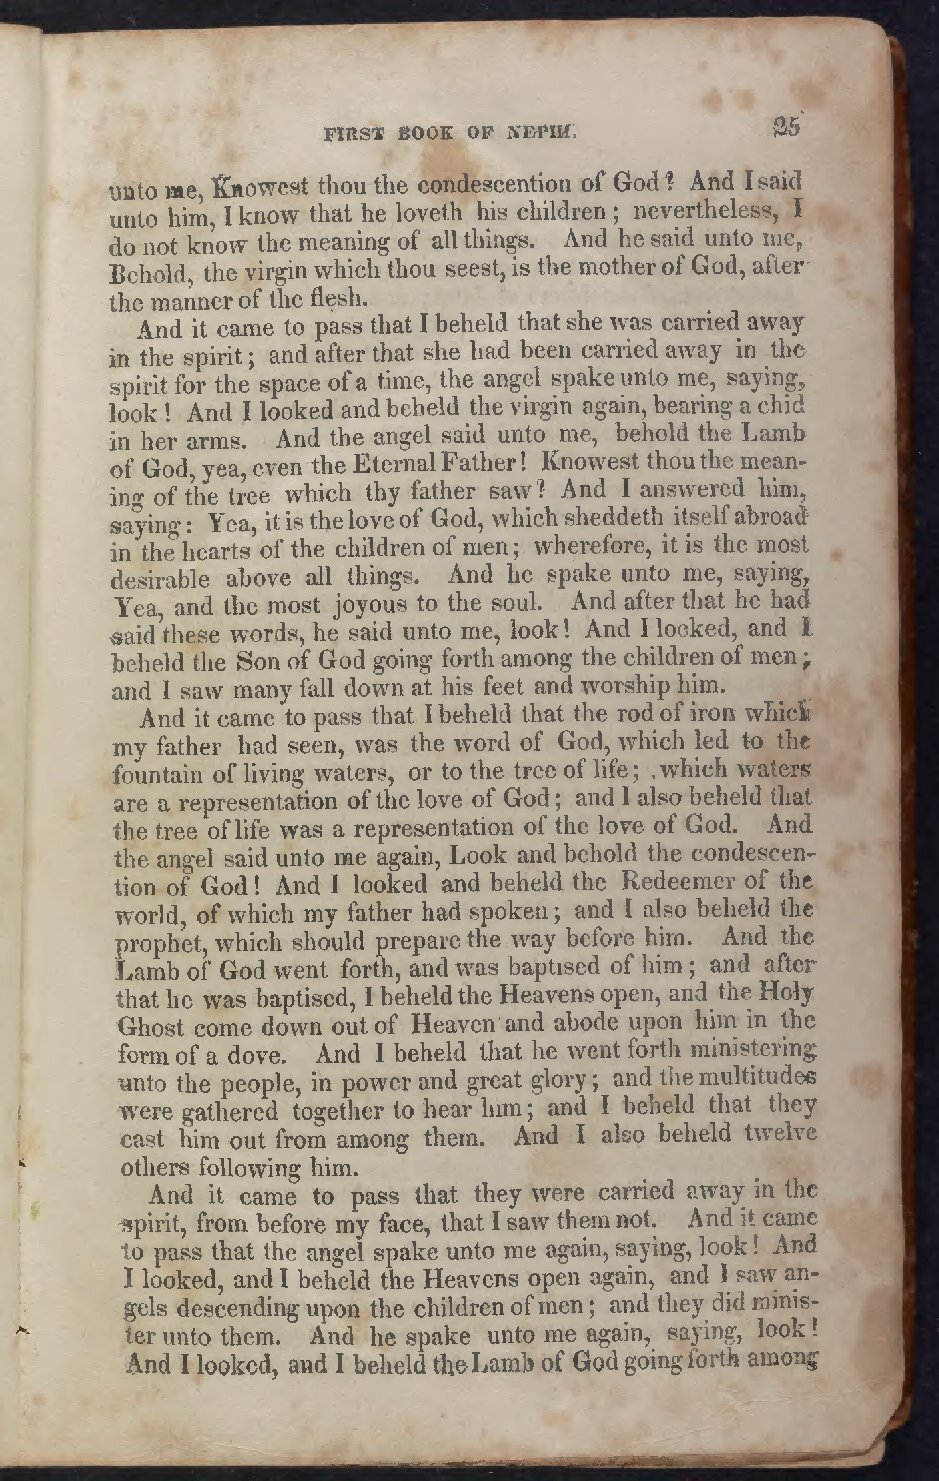 FIRST BOOK OF NEPHI. 25
unto me, Knowest thou the condescention of God? And I said
unto him, I know that he loveth his children; nevertheless, I
do not know the meaning of all things. And he said unto me,
Behold, the virgin which thou seest, is the mother of God, after
the manner of the flesh.
And it came to pass that I beheld that she was carried away
in the spirit; and after that she had been carried away in the
spirit for the space of a time, the angel spake unto me, saying,
look! And I looked and beheld the virgin again, bearing a chid
in her arms. And the angel said unto me, behold the Lamb
of God, yea, even the Eternal Father! Knowest thou the mean-
ing of the tree which thy father saw? And I answered him,
saying: Yea, it is the love of God, which sheddeth itself abroad
in the hearts of the children of men; wherefore, it is the most
desirable above all things. And he spake unto me, saying,
Yea, and the most joyous to the soul. And after that he had
said these words, he said unto me, look! And I looked, and I
beheld the Son of God going forth among the children of men;
and I saw many fall down at his feet and worship him.
And it came to pass that I beheld that the rod of iron which
my father had seen, was the word of God, which led to the
fountain of living waters, or to the tree of life; which waters
are a representation of the love of God; and I also beheld that
the tree of life was a representation of the love of God. And
the angel said unto me again, Look and behold the condescen-
tion of God! And I looked and beheld the Redeemer of the
world, of which my father had spoken; and I also beheld the
prophet, which should prepare the way before him. And the
Lamb of God went forth, and was baptised of him; and after
that he was baptised, I beheld the Heavens open, and the Holy
Ghost come down out of Heaven and abode upon him in the
form of a dove. And I beheld that he went forth ministering
unto the people, in power and great glory; and the multitudes
were gathered together to hear him; and I beheld that they
cast him out from among them. And I also beheld twelve
others following him.
And it came to pass that they were carried away in the
spirit, from before my face, that I saw them not. And it came
to pass that the angel spake unto me again, saying, look! And
I looked, and I beheld the Heavens open again, and I saw an-
gels descending upon the children of men; and they did minis-
ter unto them. And he spake unto me again, saying, look!
And I looked, and I beheld the Lamb of God going forth among